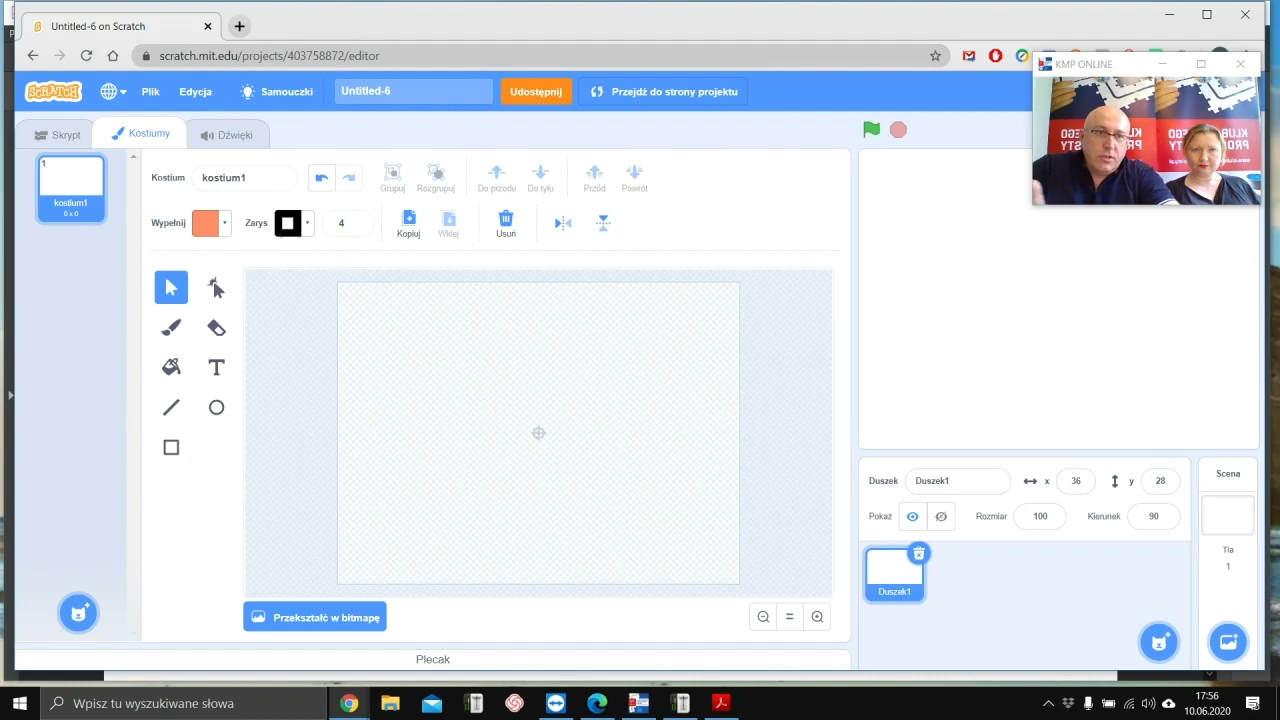 Untitled-6 on Scratch
scratch.mit.edu/projects/403758872/editor
KMP ONLINE
SCRATCH
Plik
Edycja
Samouczki
Untitled-6
Udostępnij
Przejdź do strony projektu
Skrypt
Kostiumy
Dźwięki
1
kostium1
0 x 0
Kostium
kostium1
Grupuj
Rozgrupuj
Do przodu
Do tyłu
Przód
Powrót
Wypełnij
Zarys
4
Kopiuj
Wklej
Usuń
Przekształć w bitmapę
Plecak
Duszek
Duszek1
x
36
y
28
Pokaż
Rozmiar
100
Kierunek
90
Duszek1
Scena
Tła
1
Wpisz tu wyszukiwane słowa
17:56
10.06.2020